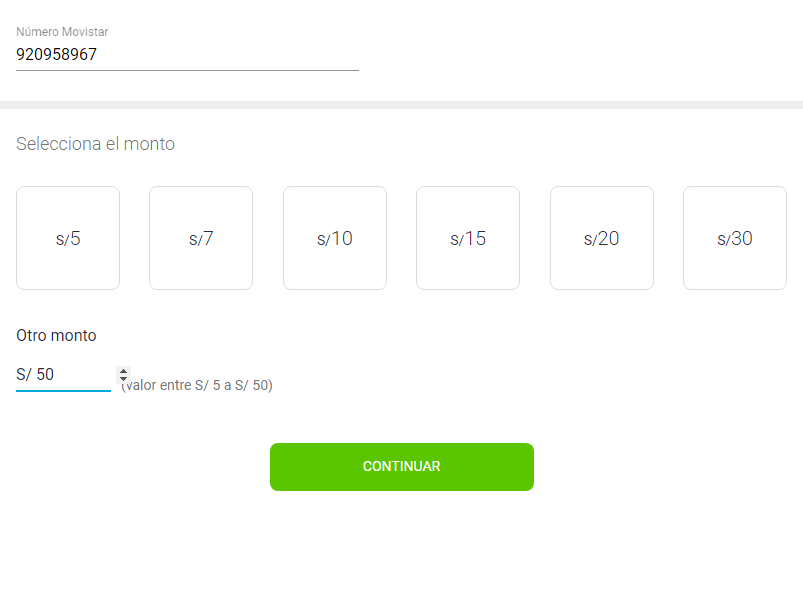 Número Movistar
920958967
Selecciona el monto
s/5 s/7 s/10 s/15 s/20 s/30
Otro monto
S/ 50
(valor entre S/ 5 a S/ 50)
CONTINUAR